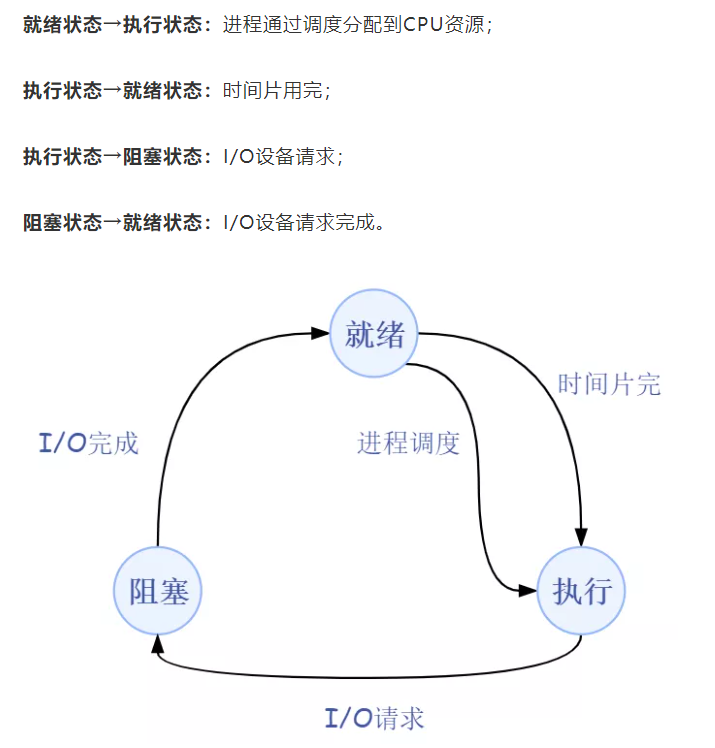 就绪状态→执行状态：进程通过调度分配到CPU资源；
执行状态→就绪状态：时间片用完；
执行状态→阻塞状态：I/O设备请求；
阻塞状态→就绪状态：I/O设备请求完成。
就绪
时间片完
I/O完成
进程调度
阻塞
执行
I/O请求